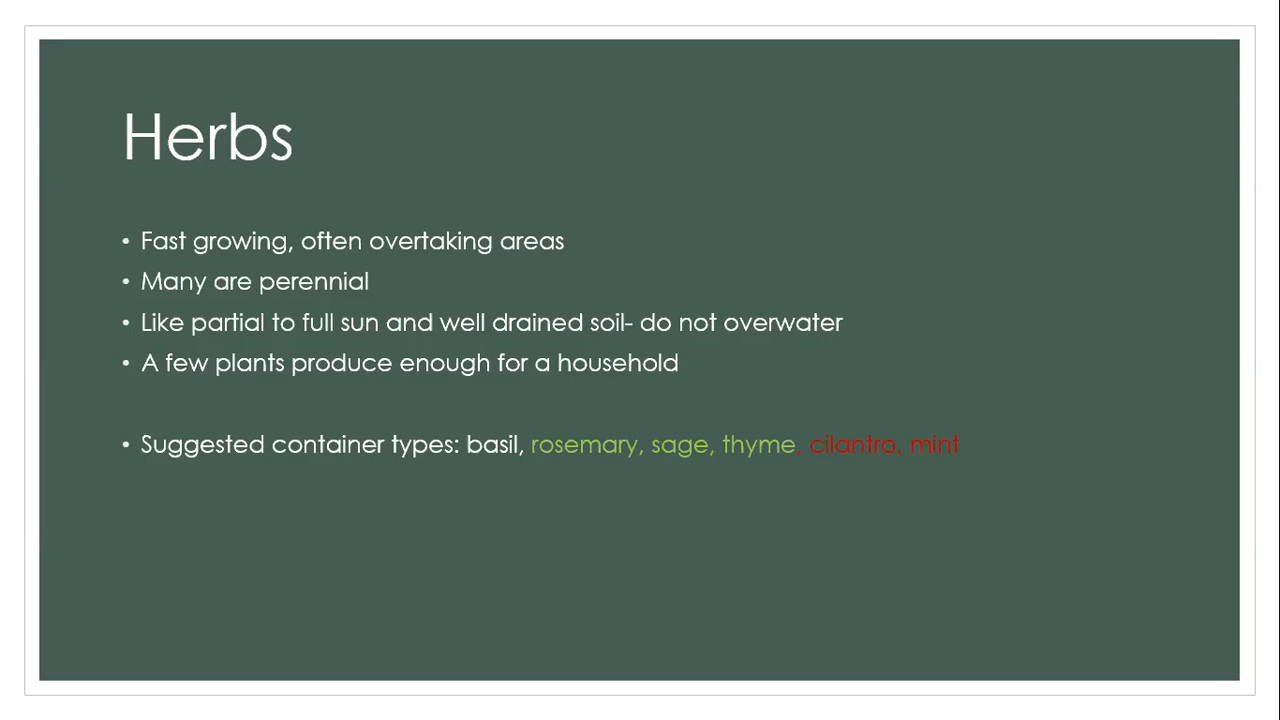 Herbs
• Fast growing, often overtaking areas
• Many are perennial
• Like partial to full sun and well drained soil- do not overwater
• A few plants produce enough for a household
• Suggested container types: basil, rosemary, sage, thyme, cilantro, mint